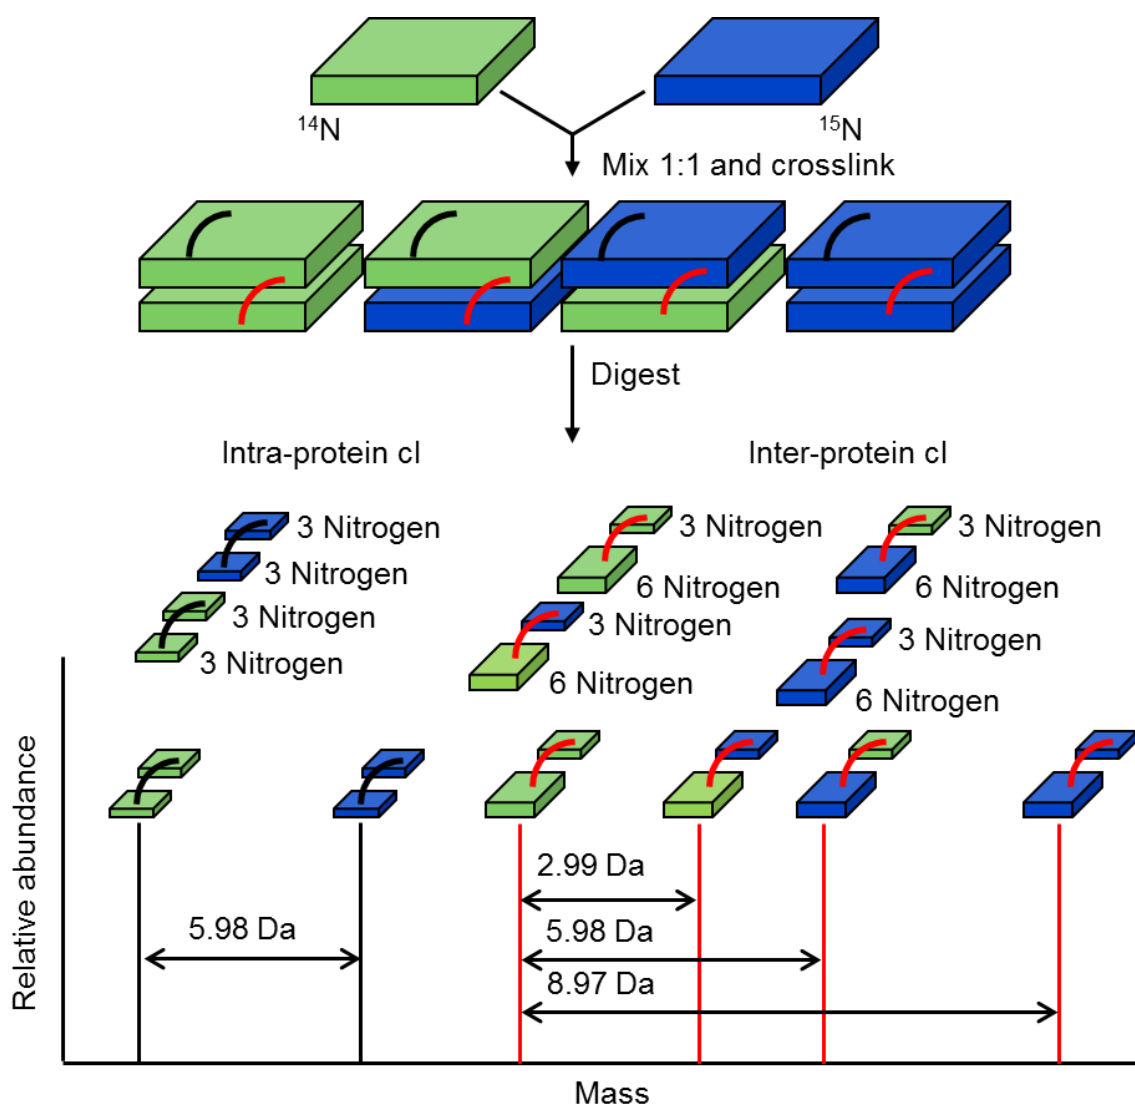 ¹⁴N
¹⁵N
Mix 1:1 and crosslink
Digest
Intra-protein cl
Inter-protein cl
3 Nitrogen
3 Nitrogen
3 Nitrogen
3 Nitrogen
3 Nitrogen
6 Nitrogen
3 Nitrogen
6 Nitrogen
3 Nitrogen
6 Nitrogen
3 Nitrogen
6 Nitrogen
Relative abundance
5.98 Da
2.99 Da
5.98 Da
8.97 Da
Mass